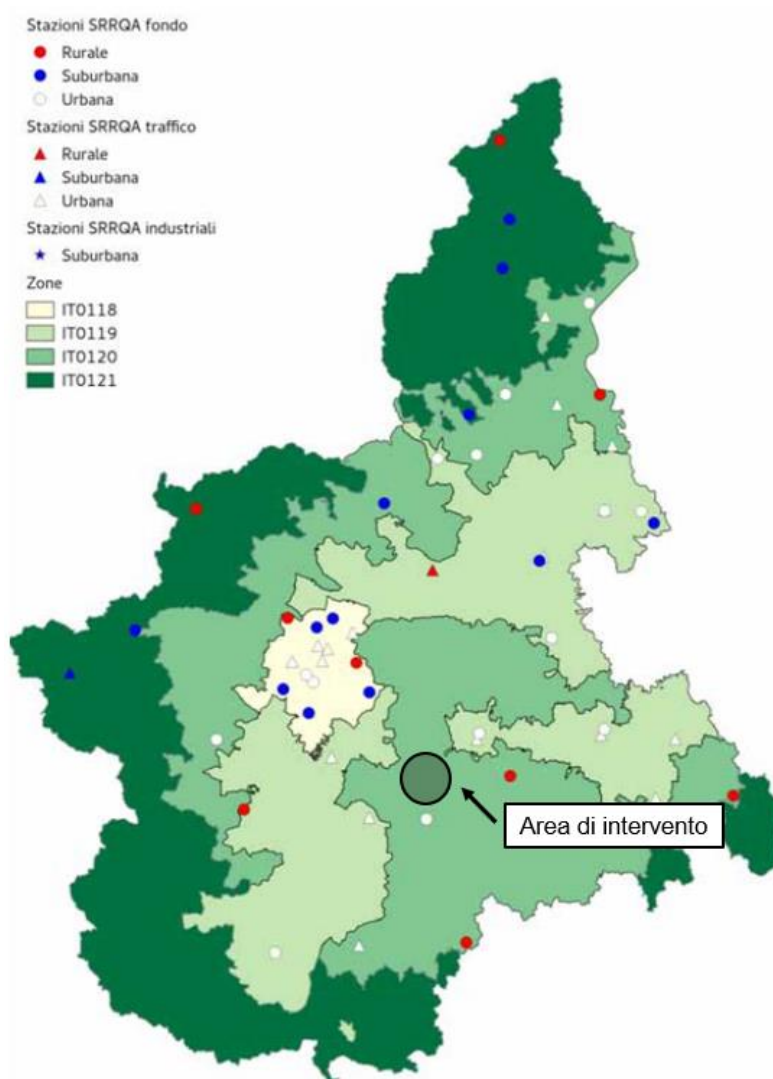 Stazioni SRRQA fondo
Rurale
Suburbana
Urbana
Stazioni SRRQA traffico
Rurale
Suburbana
Urbana
Stazioni SRRQA industriali
Suburbana
Zone
IT0118
IT0119
IT0120
IT0121
Area di intervento